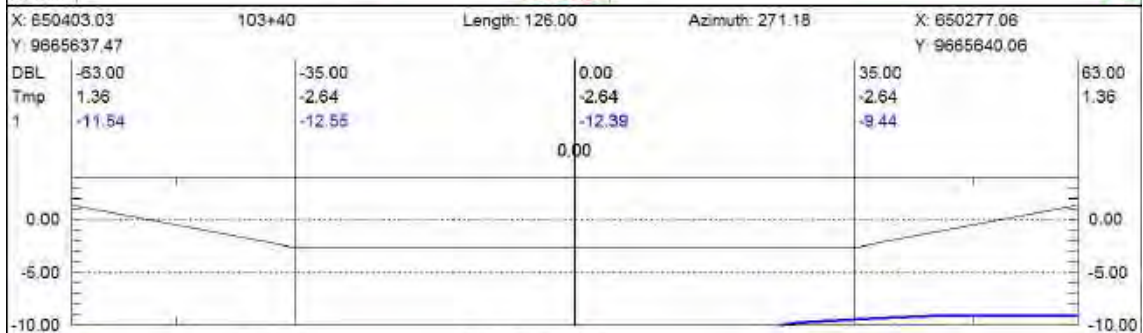 X: 650403.03 103+40 Length: 126.00 Azimuth: 271.18 X: 650277.06
Y: 9665637.47 Y: 9665640.06
DBL -63.00 -35.00 0.00 35.00 63.00
Tmp 1.36 -2.64 -2.64 -2.64 1.36
1 -11.54 -12.55 -12.39 -9.44
0.00
0.00 0.00
-5.00 -5.00
-10.00 -10.00